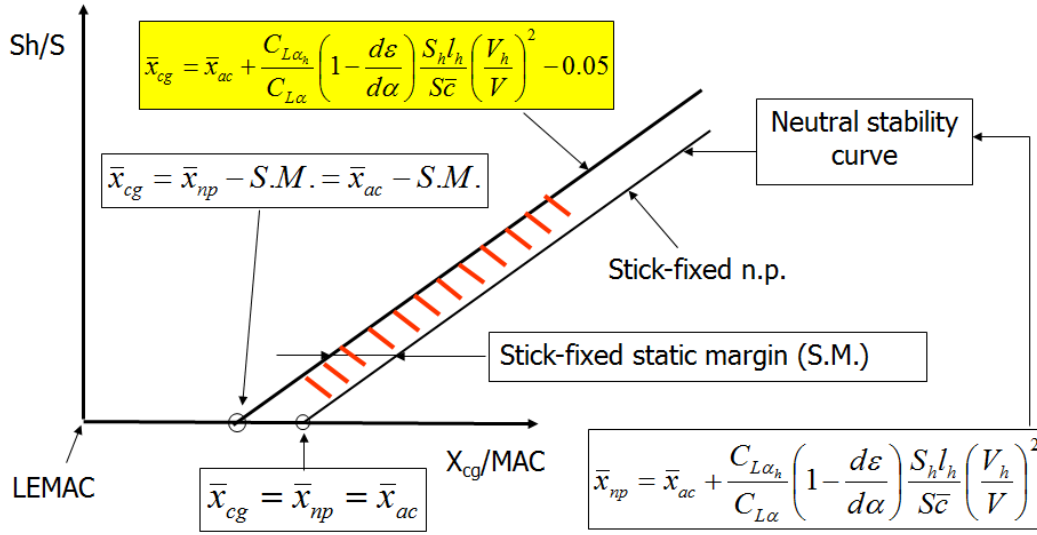 Sh/S
x̄_cg = x̄_ac + (C_Lα_h / C_Lα) (1 − dε/dα) (S_h l_h / S c̄) (V_h / V)² − 0.05
Neutral stability
curve
x̄_cg = x̄_np − S.M. = x̄_ac − S.M.
Stick-fixed n.p.
Stick-fixed static margin (S.M.)
LEMAC
X_cg/MAC
x̄_cg = x̄_np = x̄_ac
x̄_np = x̄_ac + (C_Lα_h / C_Lα) (1 − dε/dα) (S_h l_h / S c̄) (V_h / V)²